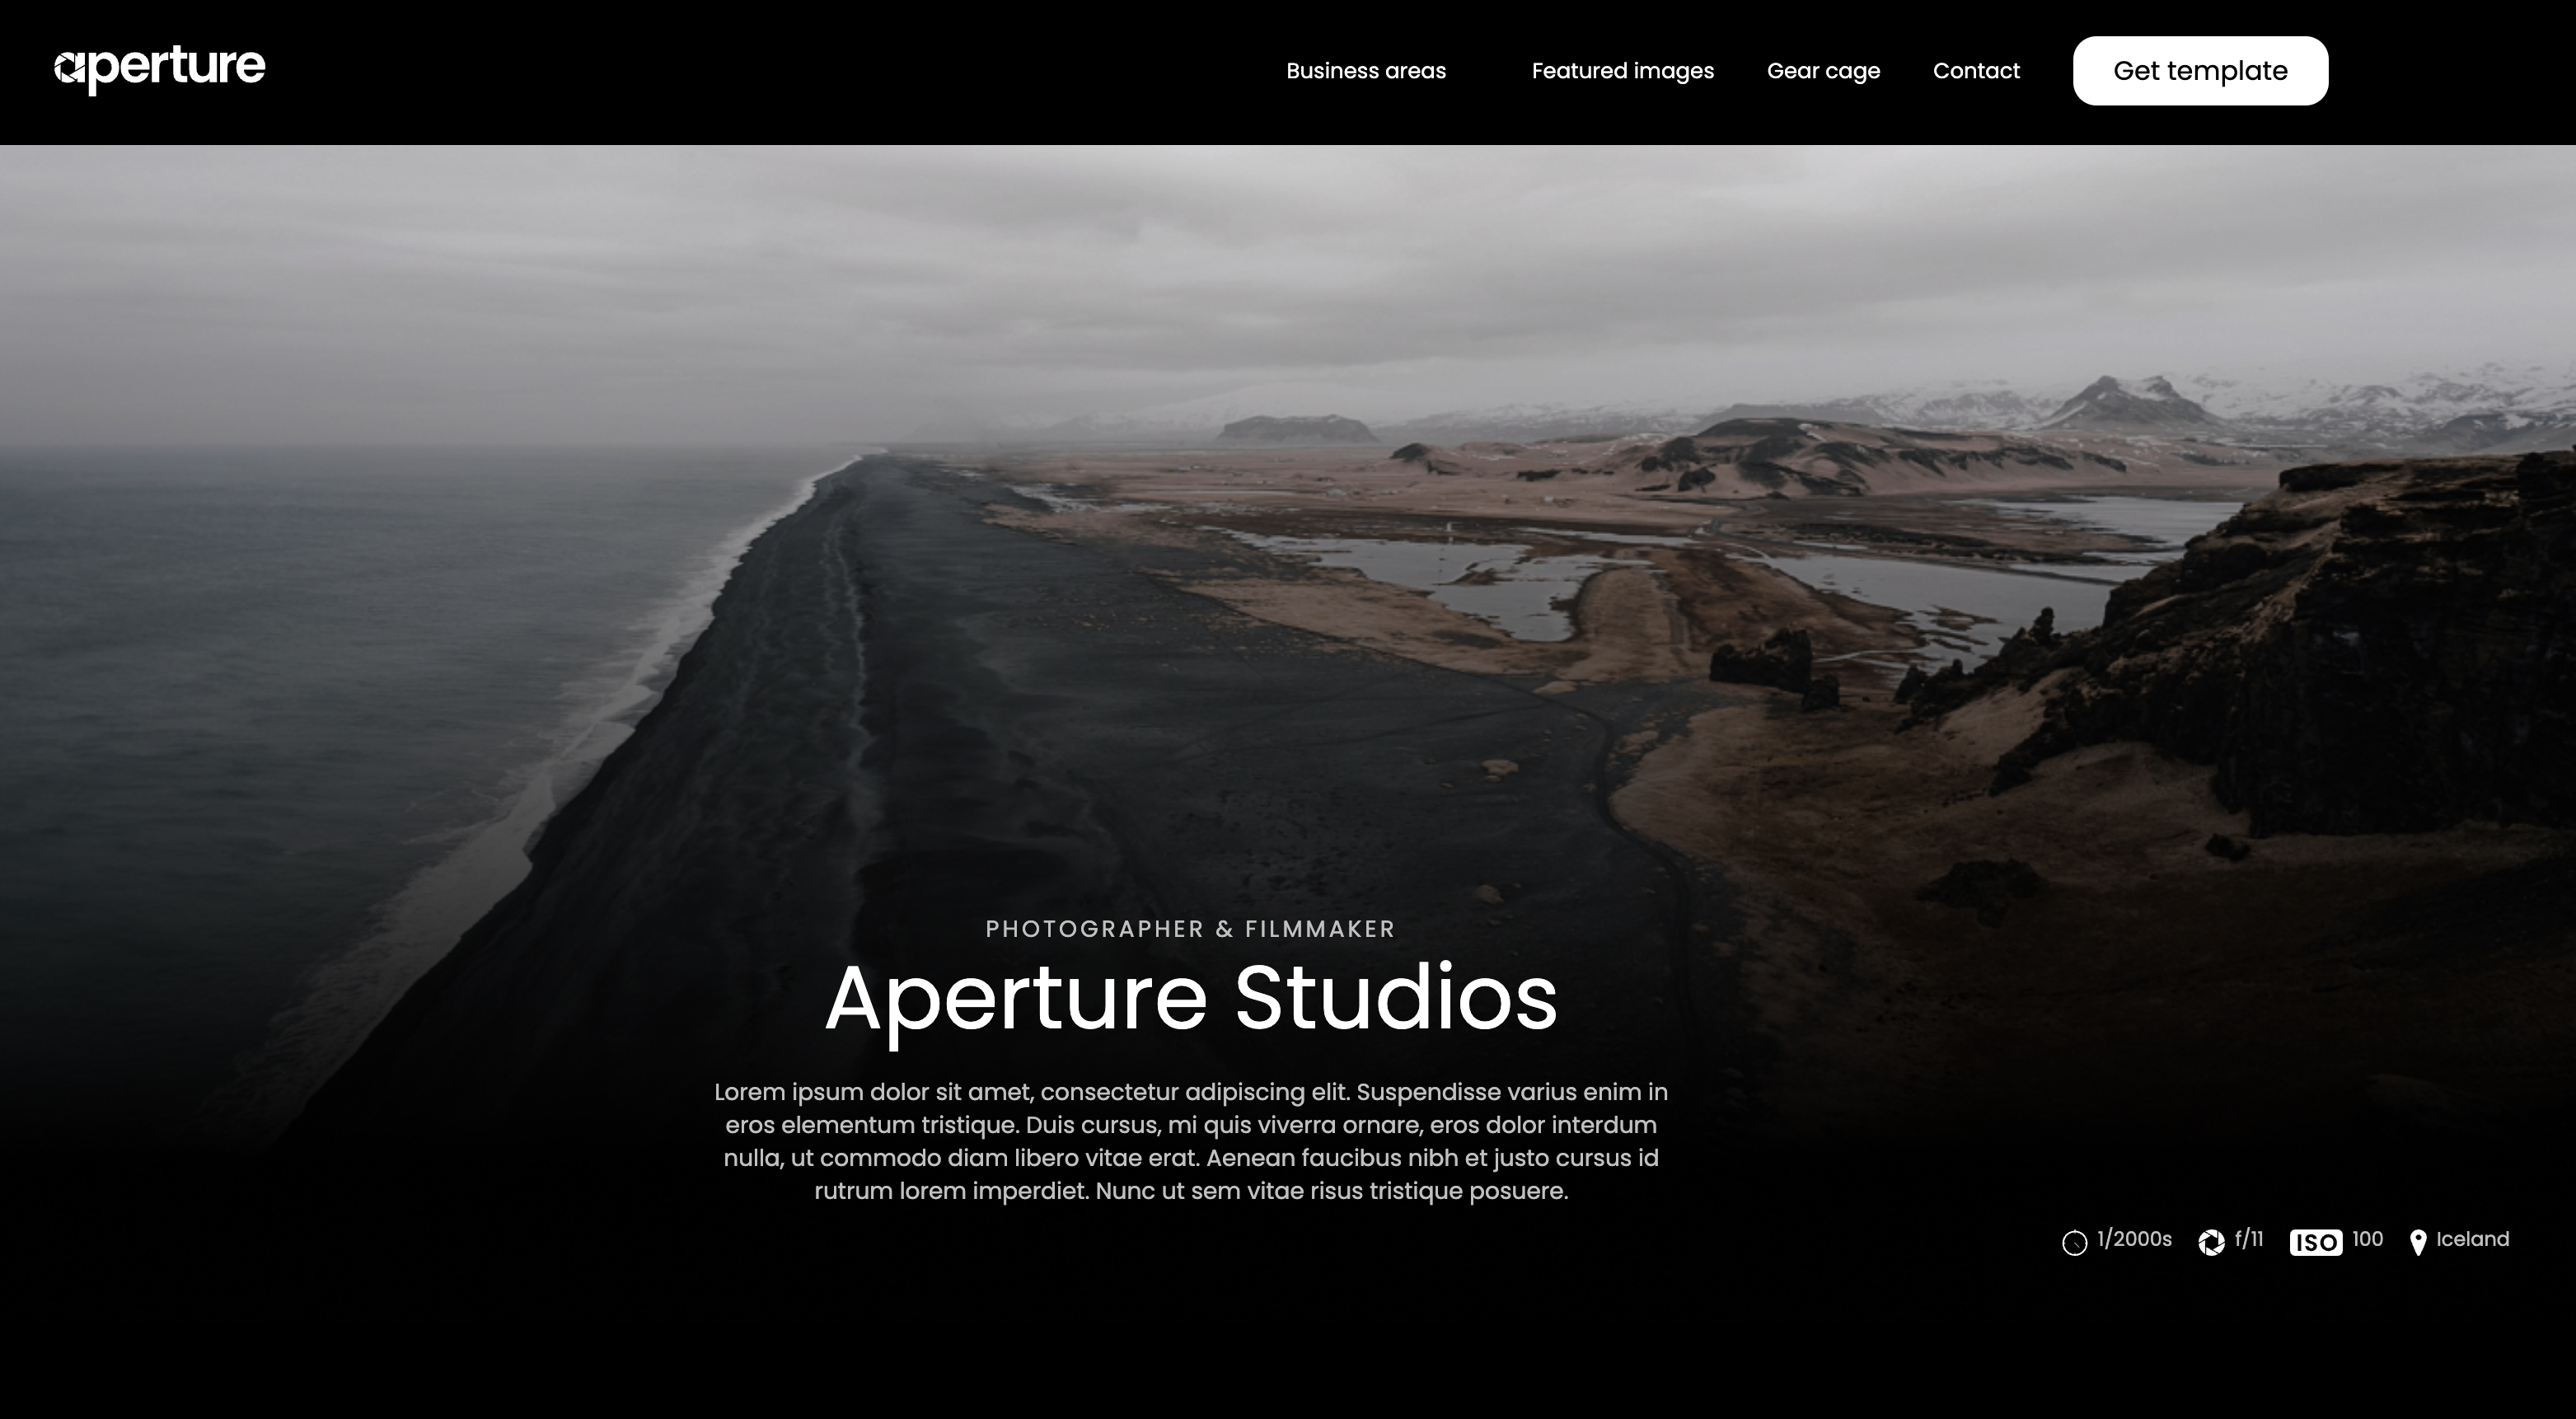 aperture
Business areas Featured images Gear cage Contact Get template
PHOTOGRAPHER & FILMMAKER
Aperture Studios
Lorem ipsum dolor sit amet, consectetur adipiscing elit. Suspendisse varius enim in
eros elementum tristique. Duis cursus, mi quis viverra ornare, eros dolor interdum
nulla, ut commodo diam libero vitae erat. Aenean faucibus nibh et justo cursus id
rutrum lorem imperdiet. Nunc ut sem vitae risus tristique posuere.
1/2000s f/11 ISO 100 Iceland